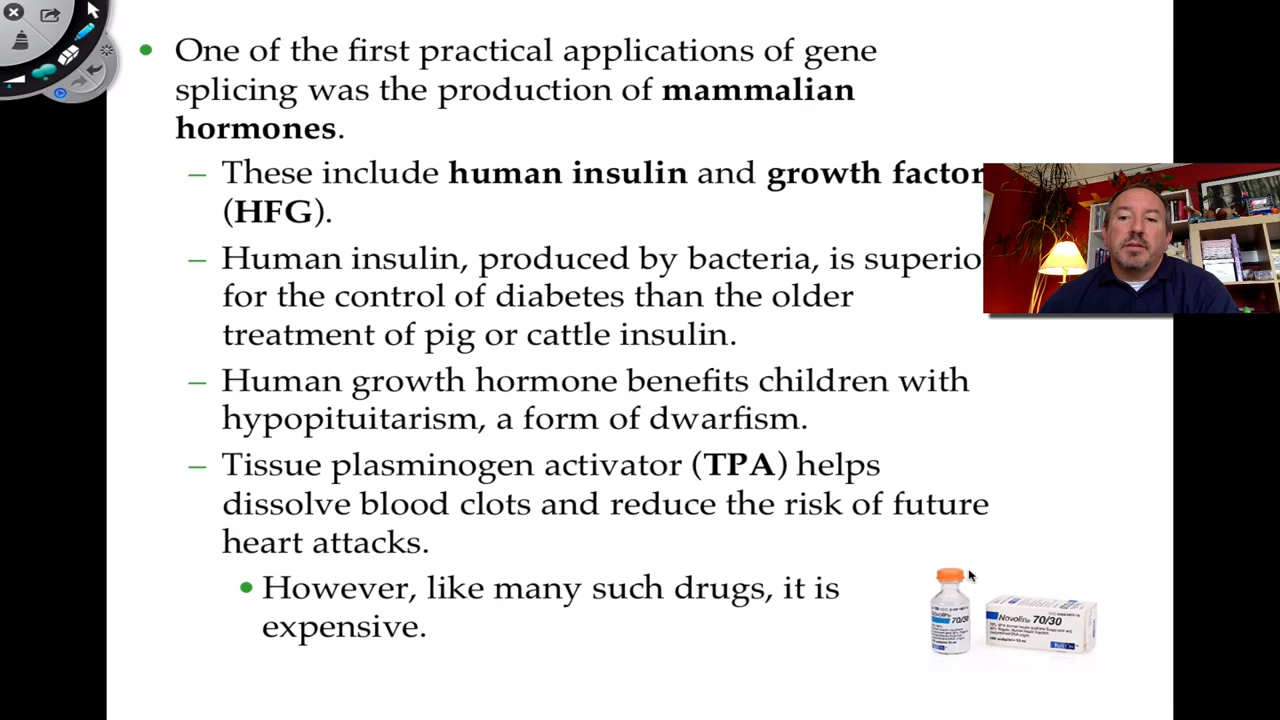 One of the first practical applications of gene
splicing was the production of mammalian
hormones.
– These include human insulin and growth factor
(HFG).
– Human insulin, produced by bacteria, is superio
for the control of diabetes than the older
treatment of pig or cattle insulin.
– Human growth hormone benefits children with
hypopituitarism, a form of dwarfism.
– Tissue plasminogen activator (TPA) helps
dissolve blood clots and reduce the risk of future
heart attacks.
• However, like many such drugs, it is
expensive.
Novolin
70/30
Novolin® 70/30